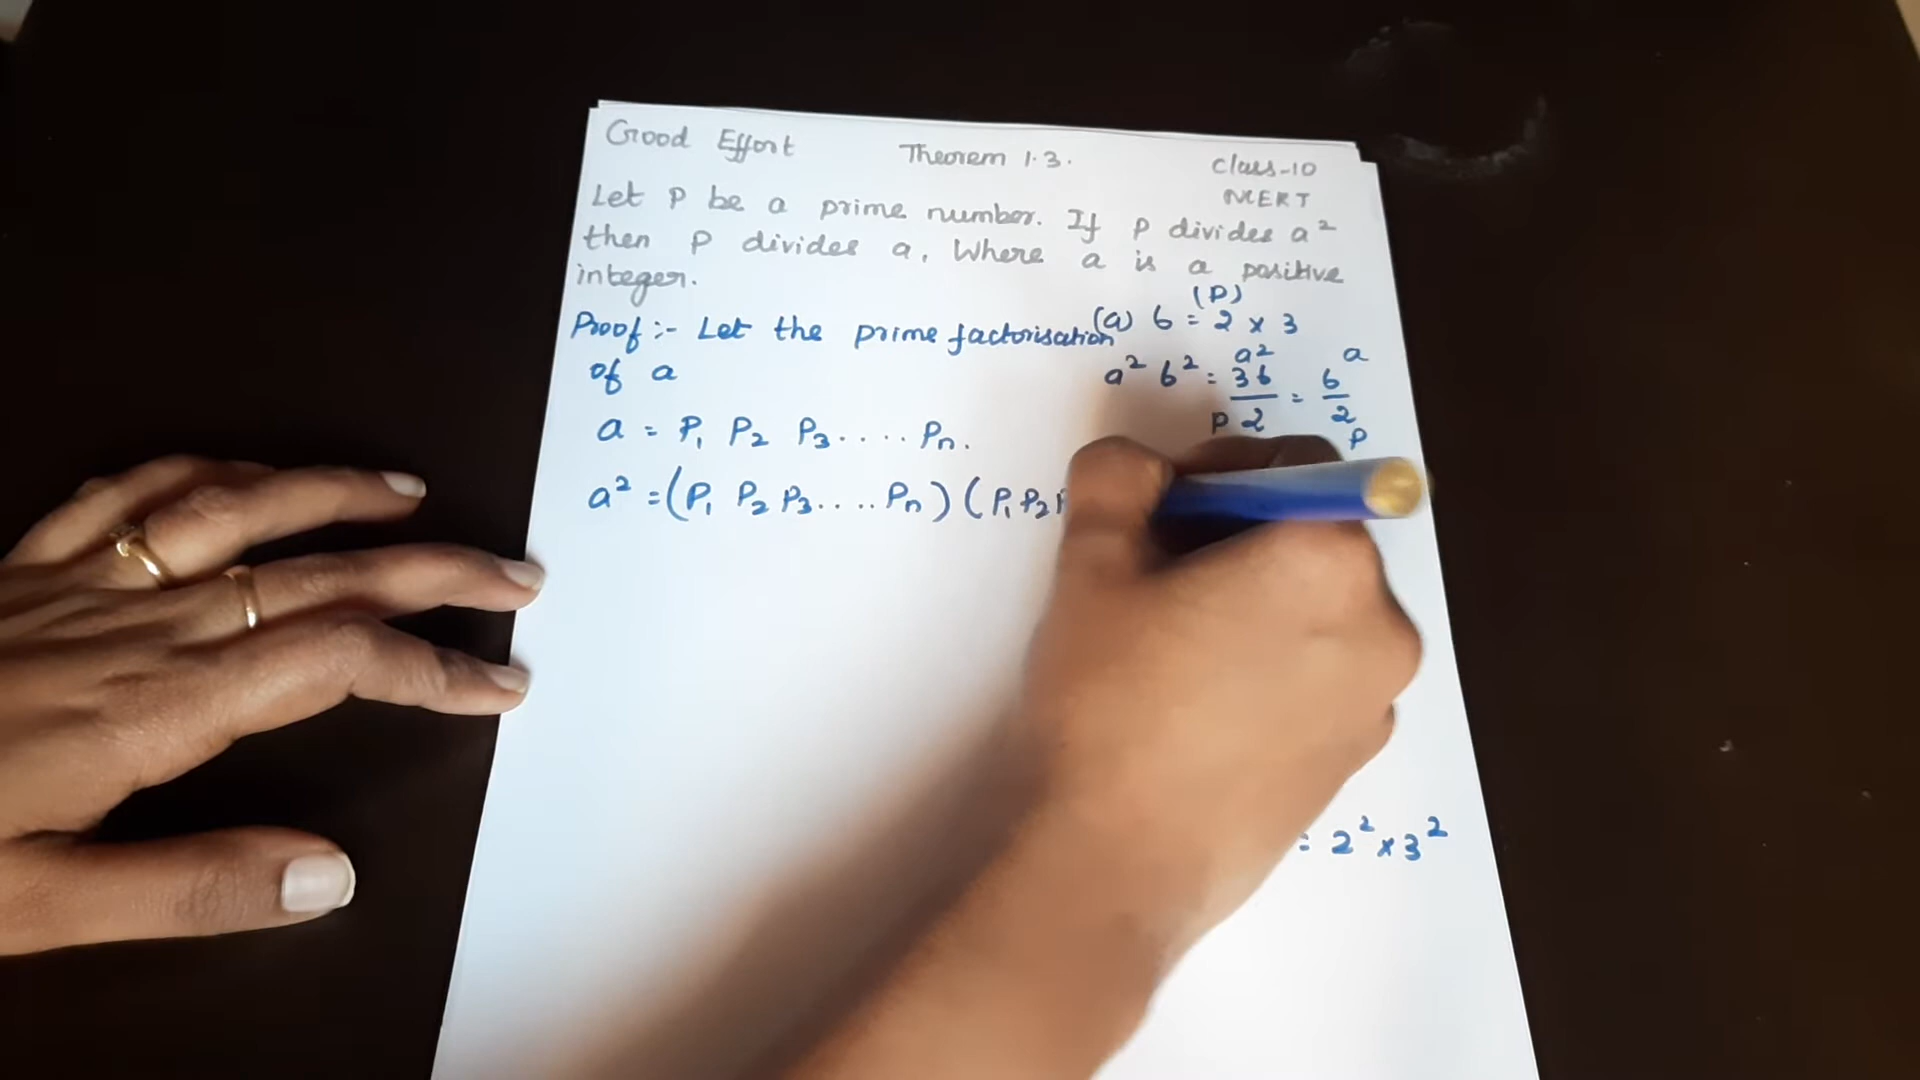 Good Effort Theorem 1.3. Class-10
NCERT
Let P be a prime number. If P divides a²
then P divides a, Where a is a positive
integer.
(P)
Proof :- Let the prime factorisation (a) 6 = 2 x 3
of a
a² 6² = a² 36 / P 2 = 6 a / 2 P
a = P₁ P₂ P₃ . . . . Pₙ.
a² = (P₁ P₂ P₃ . . . . Pₙ) (P₁ P₂
= 2² x 3²